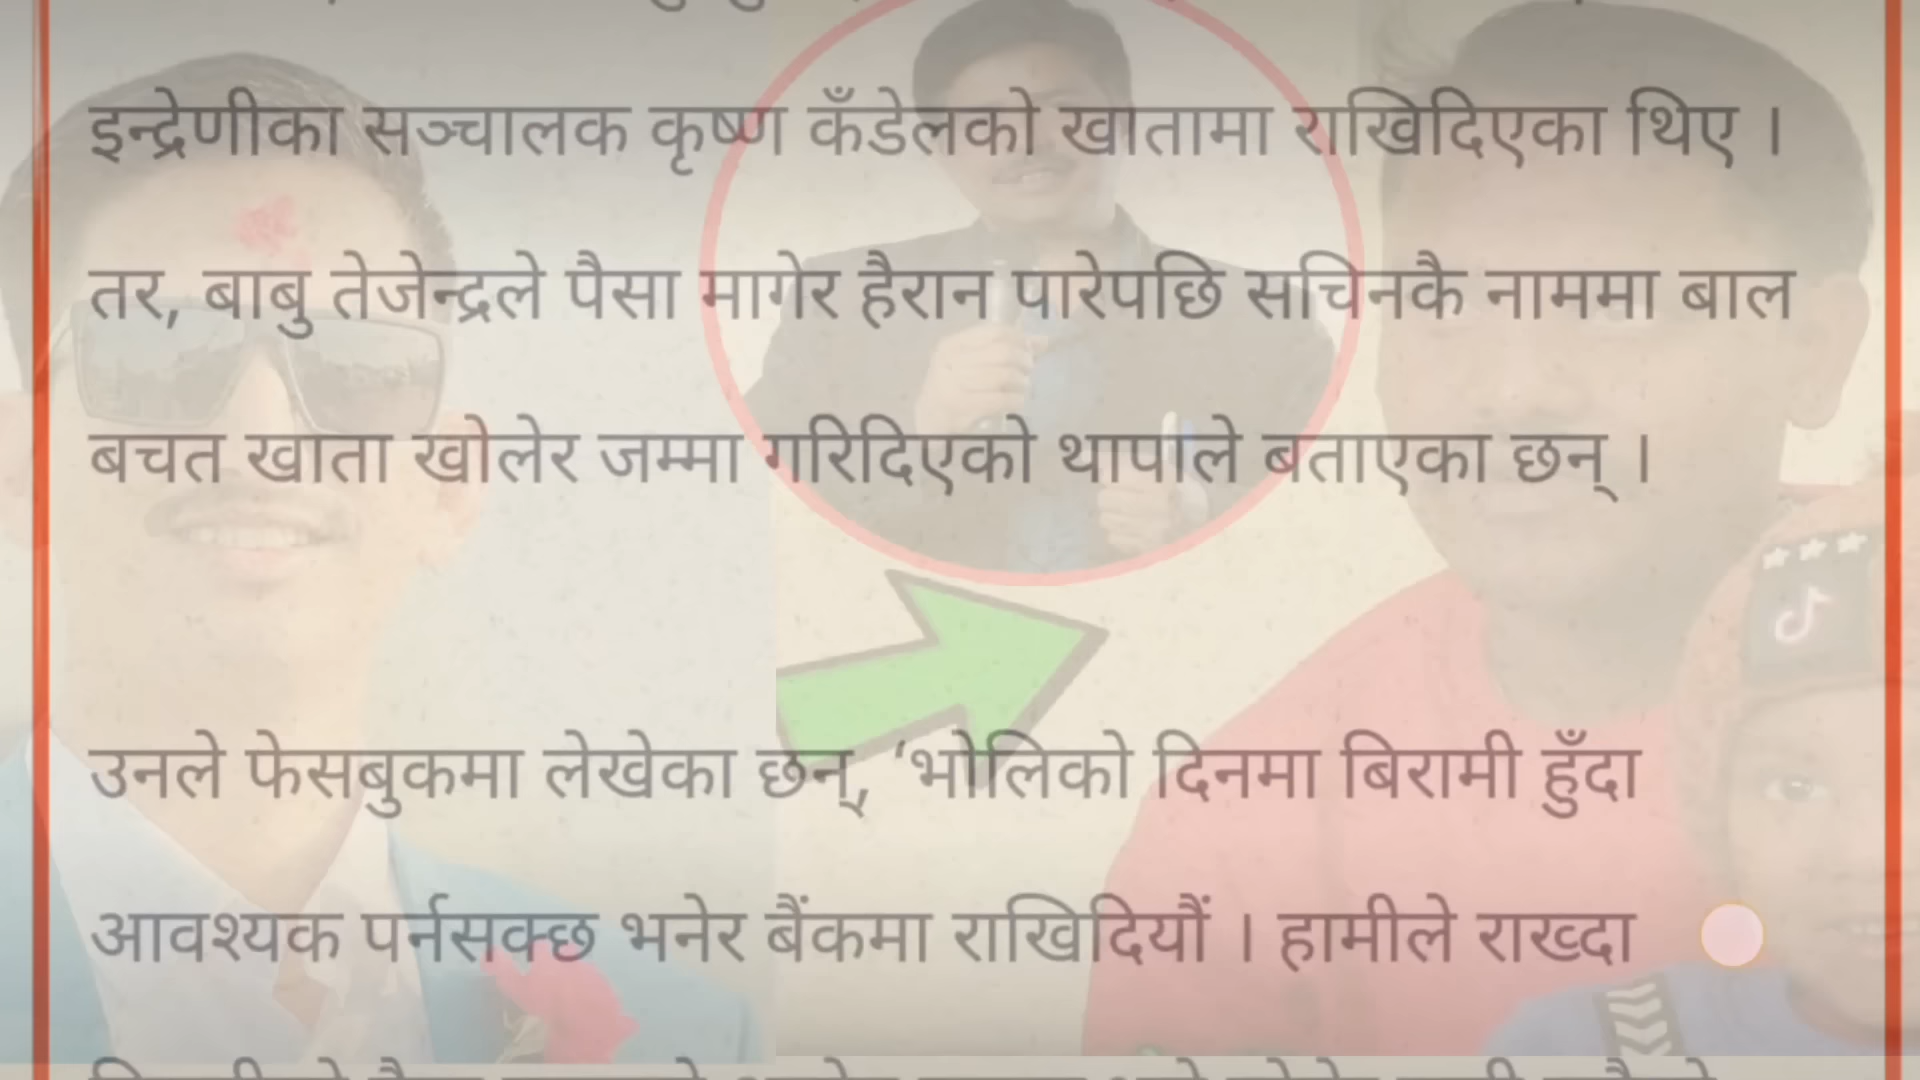 इन्द्रेणीका सञ्चालक कृष्ण कँडेलको खातामा राखिदिएका थिए ।
तर, बाबु तेजेन्द्रले पैसा मागेर हैरान पारेपछि सचिनकै नाममा बाल
बचत खाता खोलेर जम्मा गरिदिएको थापाले बताएका छन् ।
उनले फेसबुकमा लेखेका छन्, ‘भोलिको दिनमा बिरामी हुँदा
आवश्यक पर्नसक्छ भनेर बैंकमा राखिदियौं । हामीले राख्दा